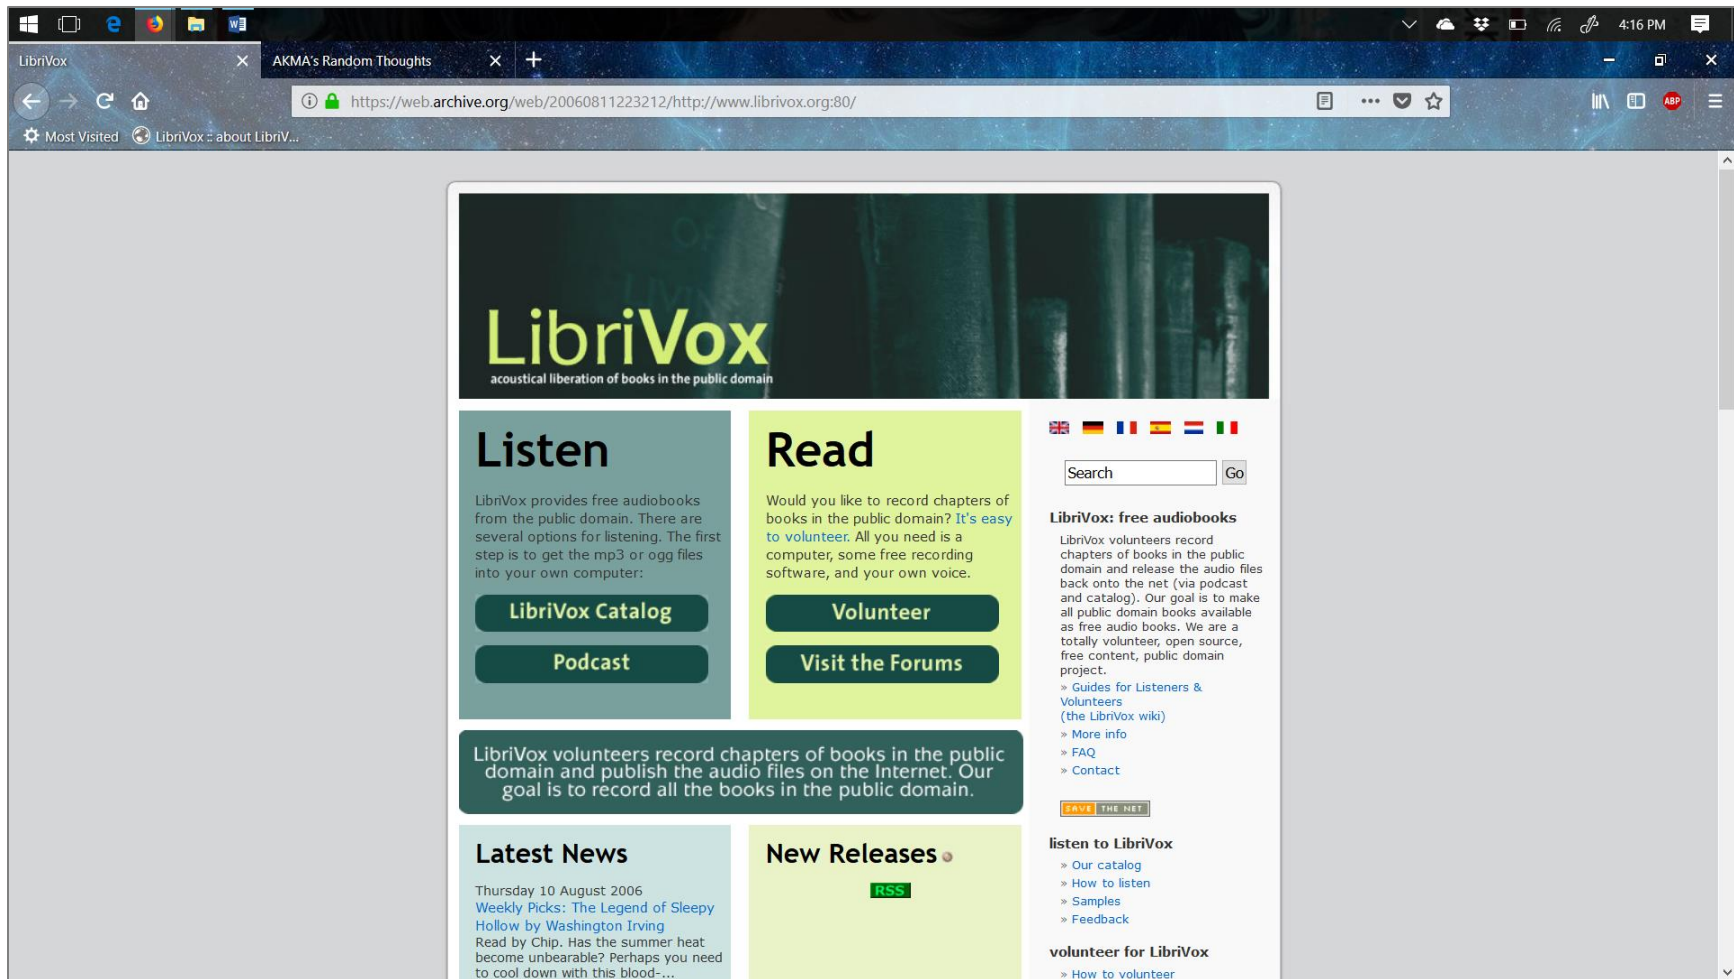 4:16 PM
LibriVox
AKMA's Random Thoughts
https://web.archive.org/web/20060811223212/http://www.librivox.org:80/
ABP
Most Visited
LibriVox :: about LibriV...
LibriVox
acoustical liberation of books in the public domain
Listen
LibriVox provides free audiobooks
from the public domain. There are
several options for listening. The first
step is to get the mp3 or ogg files
into your own computer:
LibriVox Catalog
Podcast
Read
Would you like to record chapters of
books in the public domain? It's easy
to volunteer. All you need is a
computer, some free recording
software, and your own voice.
Volunteer
Visit the Forums
LibriVox volunteers record chapters of books in the public
domain and publish the audio files on the Internet. Our
goal is to record all the books in the public domain.
Latest News
Thursday 10 August 2006
Weekly Picks: The Legend of Sleepy
Hollow by Washington Irving
Read by Chip. Has the summer heat
become unbearable? Perhaps you need
to cool down with this blood-...
New Releases
RSS
Search
Go
LibriVox: free audiobooks
LibriVox volunteers record
chapters of books in the public
domain and release the audio files
back onto the net (via podcast
and catalog). Our goal is to make
all public domain books available
as free audio books. We are a
totally volunteer, open source,
free content, public domain
project.
» Guides for Listeners &
Volunteers
(the LibriVox wiki)
» More info
» FAQ
» Contact
SAVE THE NET
listen to LibriVox
» Our catalog
» How to listen
» Samples
» Feedback
volunteer for LibriVox
» How to volunteer